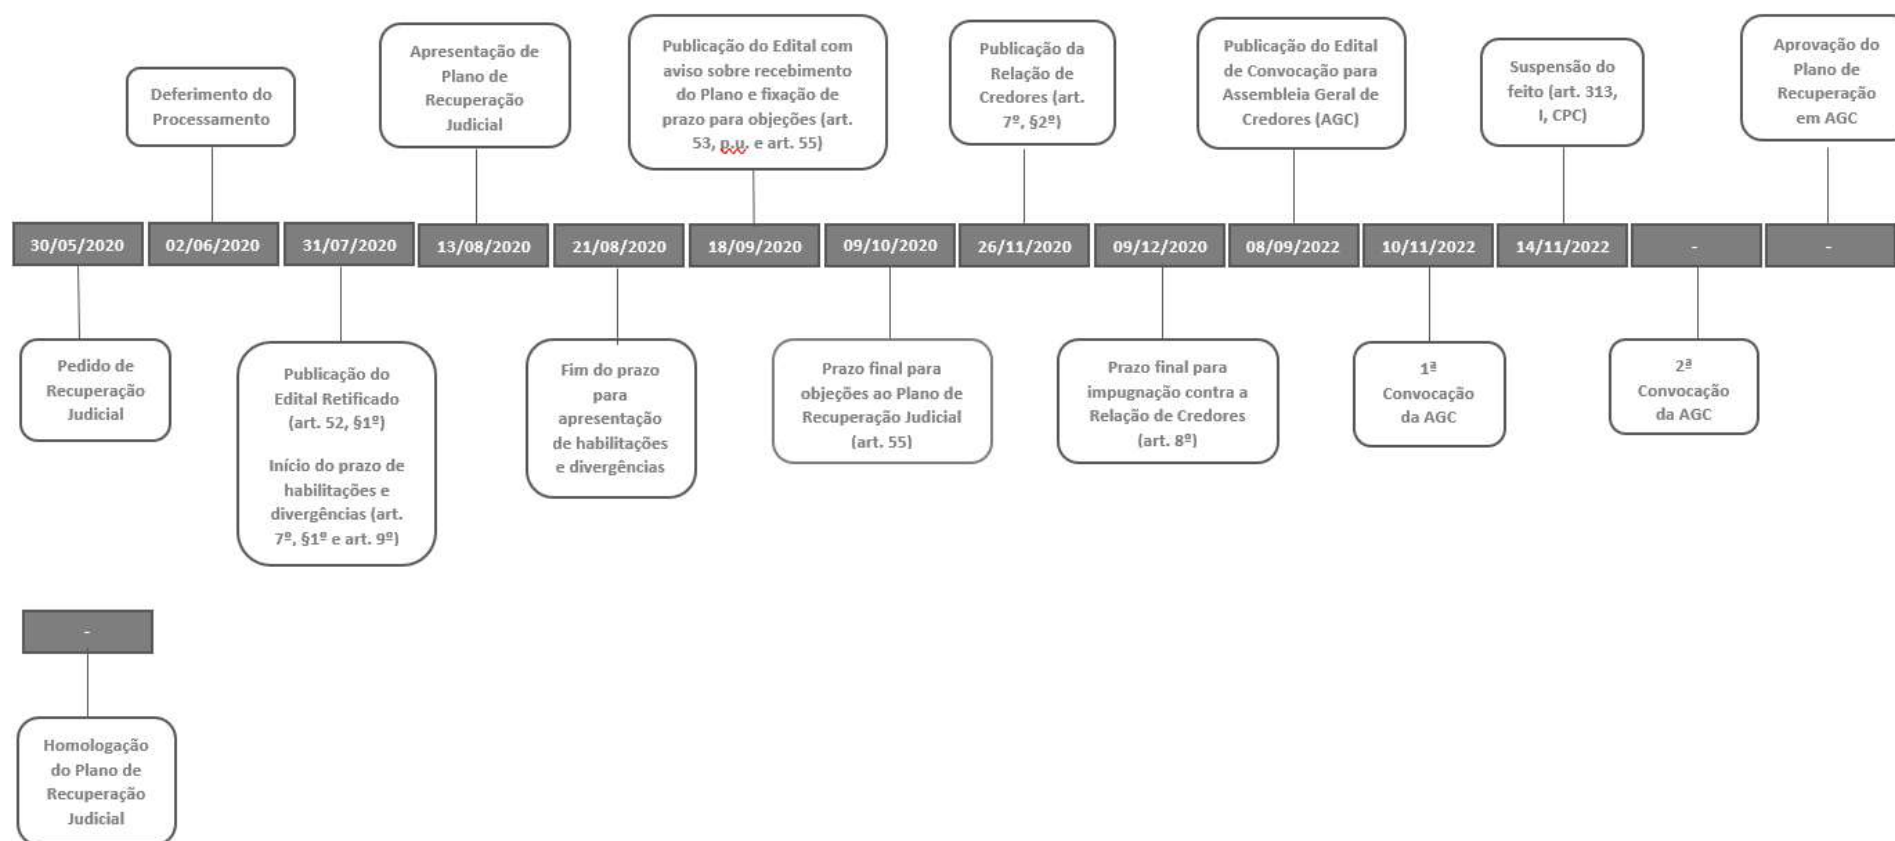 Deferimento do
Processamento
Apresentação de
Plano de
Recuperação
Judicial
Publicação do Edital com
aviso sobre recebimento
do Plano e fixação de
prazo para objeções (art.
53, p.u. e art. 55)
Publicação da
Relação de
Credores (art.
7º, §2º)
Publicação do Edital
de Convocação para
Assembleia Geral de
Credores (AGC)
Suspensão do
feito (art. 313,
I, CPC)
Aprovação do
Plano de
Recuperação
em AGC
30/05/2020 02/06/2020 31/07/2020 13/08/2020 21/08/2020 18/09/2020 09/10/2020 26/11/2020 09/12/2020 08/09/2022 10/11/2022 14/11/2022 - -
Pedido de
Recuperação
Judicial
Publicação do
Edital Retificado
(art. 52, §1º)
Início do prazo de
habilitações e
divergências (art.
7º, §1º e art. 9º)
Fim do prazo
para
apresentação
de habilitações
e divergências
Prazo final para
objeções ao Plano de
Recuperação Judicial
(art. 55)
Prazo final para
impugnação contra a
Relação de Credores
(art. 8º)
1ª
Convocação
da AGC
2ª
Convocação
da AGC
-
Homologação
do Plano de
Recuperação
Judicial